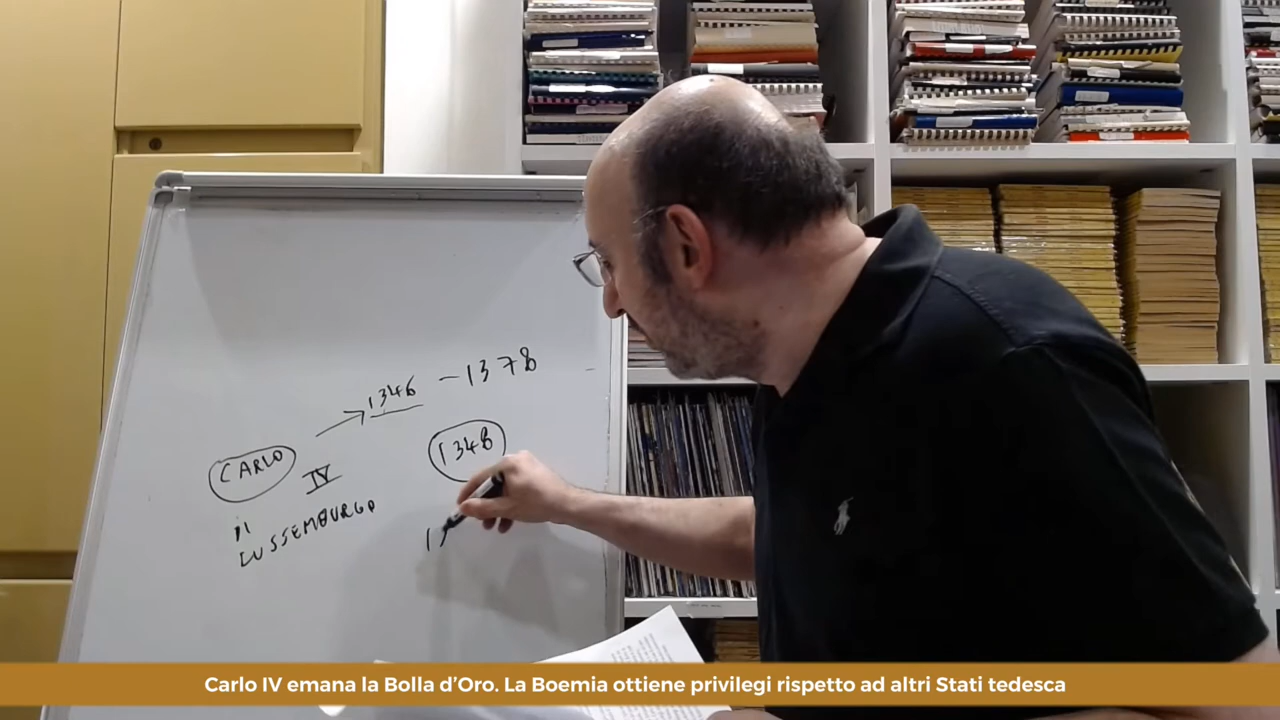 1346 - 1378
CARLO
IV
1348
LUSSEMBURGO
Carlo IV emana la Bolla d’Oro. La Boemia ottiene privilegi rispetto ad altri Stati tedesca